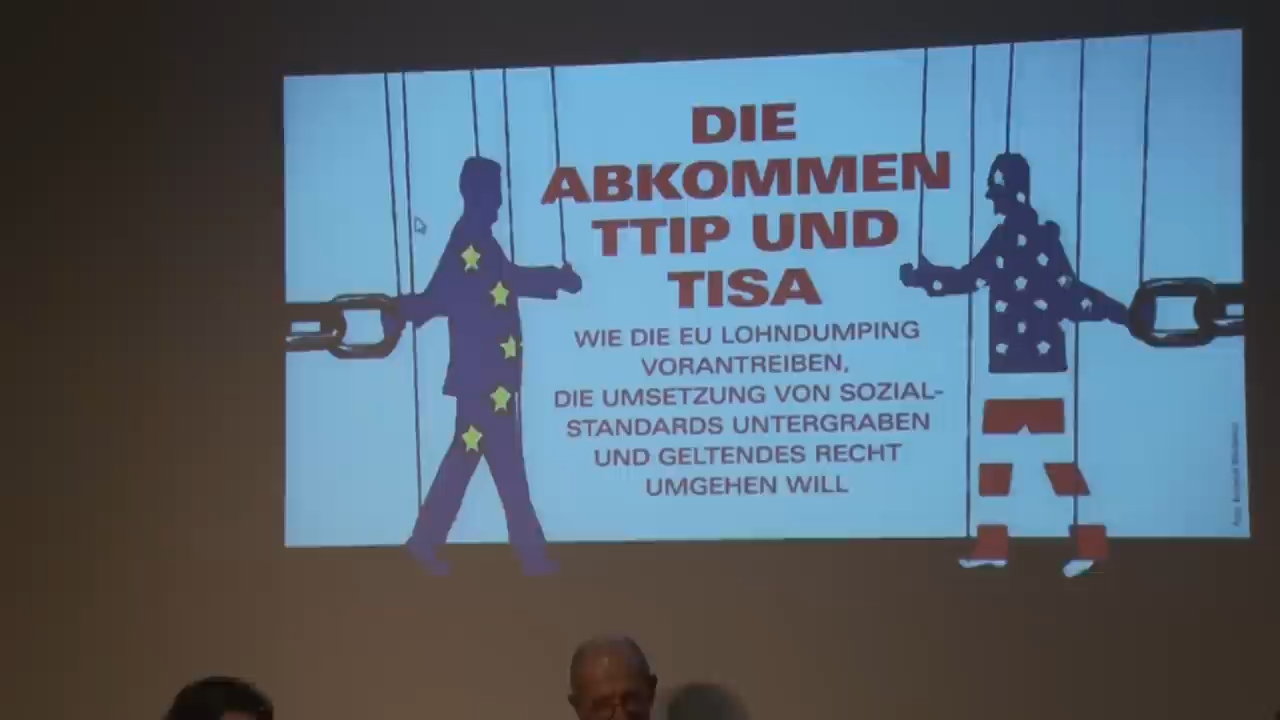 DIE
ABKOMMEN
TTIP UND
TISA
WIE DIE EU LOHNDUMPING
VORANTREIBEN,
DIE UMSETZUNG VON SOZIAL-
STANDARDS UNTERGRABEN
UND GELTENDES RECHT
UMGEHEN WILL